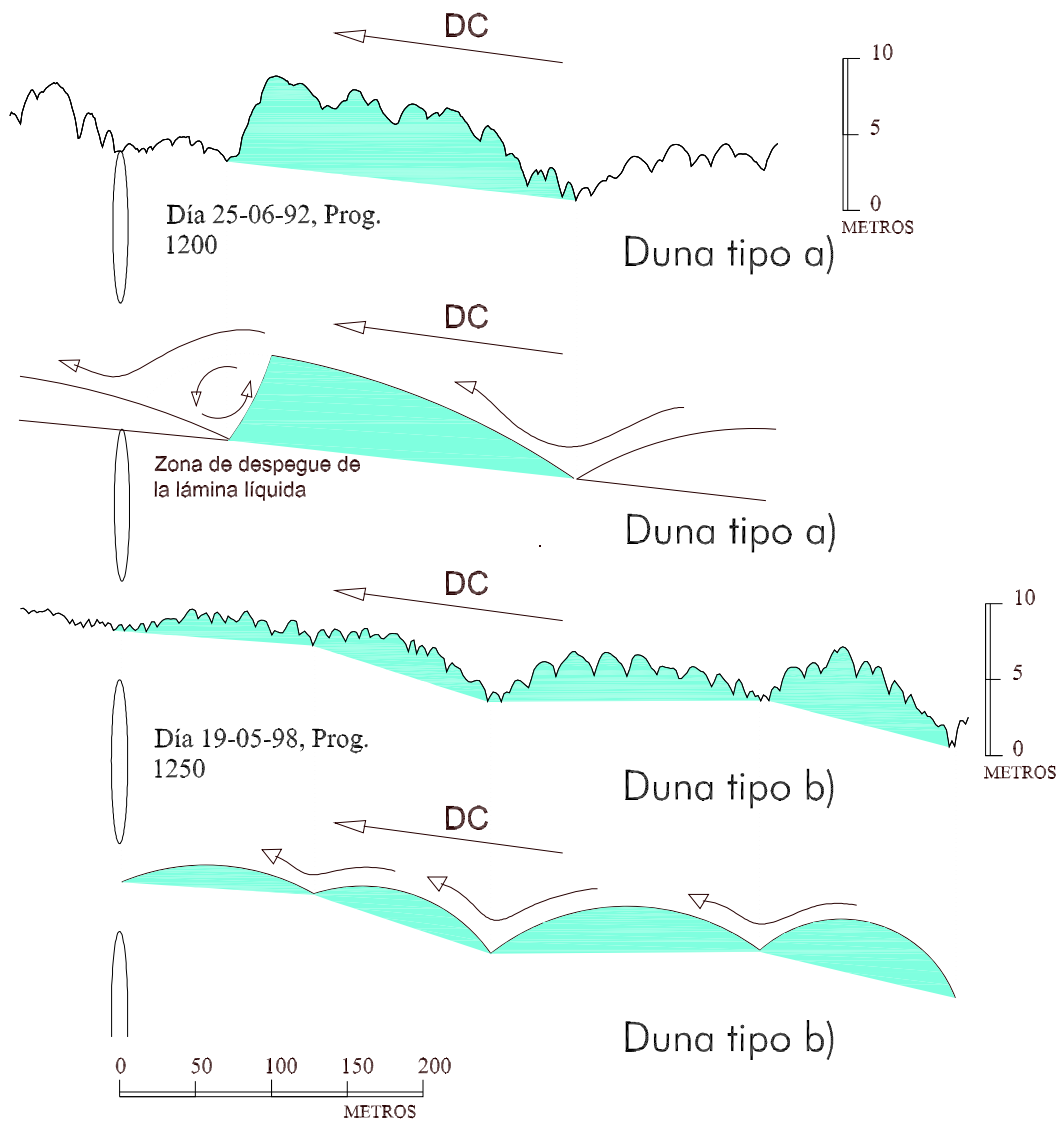 DC
10
5
0
METROS
Día 25-06-92, Prog.
1200
Duna tipo a)
DC
Zona de despegue de
la lámina líquida
Duna tipo a)
DC
10
5
0
METROS
Día 19-05-98, Prog.
1250
Duna tipo b)
DC
Duna tipo b)
0 50 100 150 200
METROS